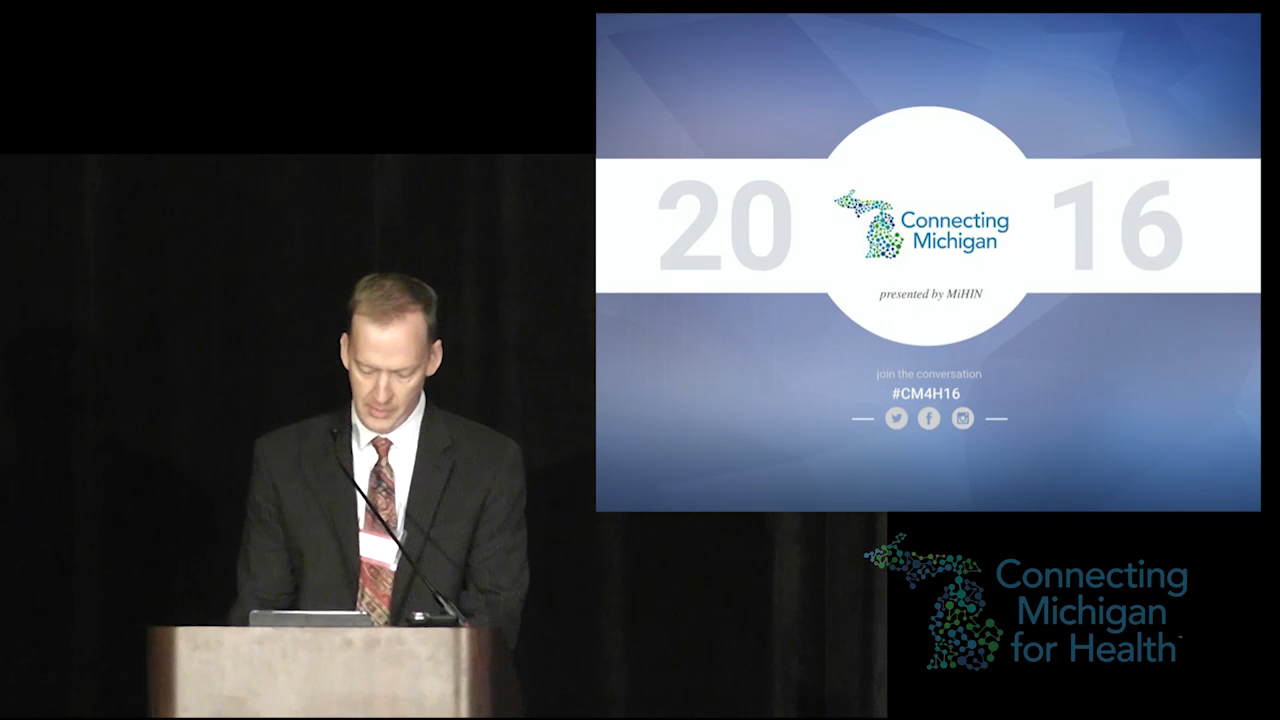 20
16
Connecting
Michigan
presented by MiHIN
join the conversation
#CM4H16
Connecting
Michigan
for Health